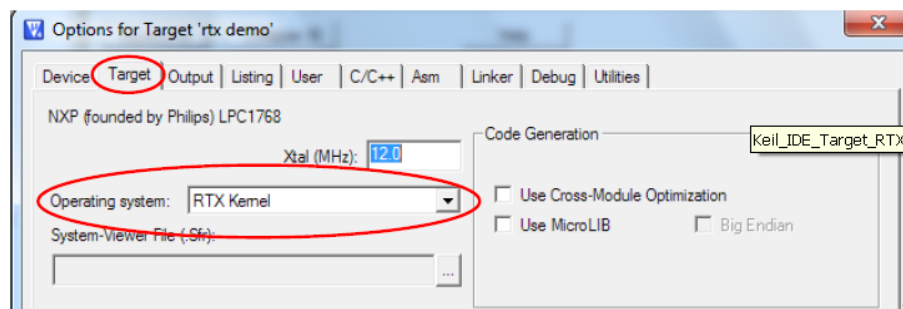 Options for Target 'rtx demo'
Device Target Output Listing User C/C++ Asm Linker Debug Utilities
NXP (founded by Philips) LPC1768
Xtal (MHz): 12.0
Operating system: RTX Kernel
System-Viewer File (.Sfr):
...
Code Generation
Keil_IDE_Target_RTX
Use Cross-Module Optimization
Use MicroLIB Big Endian